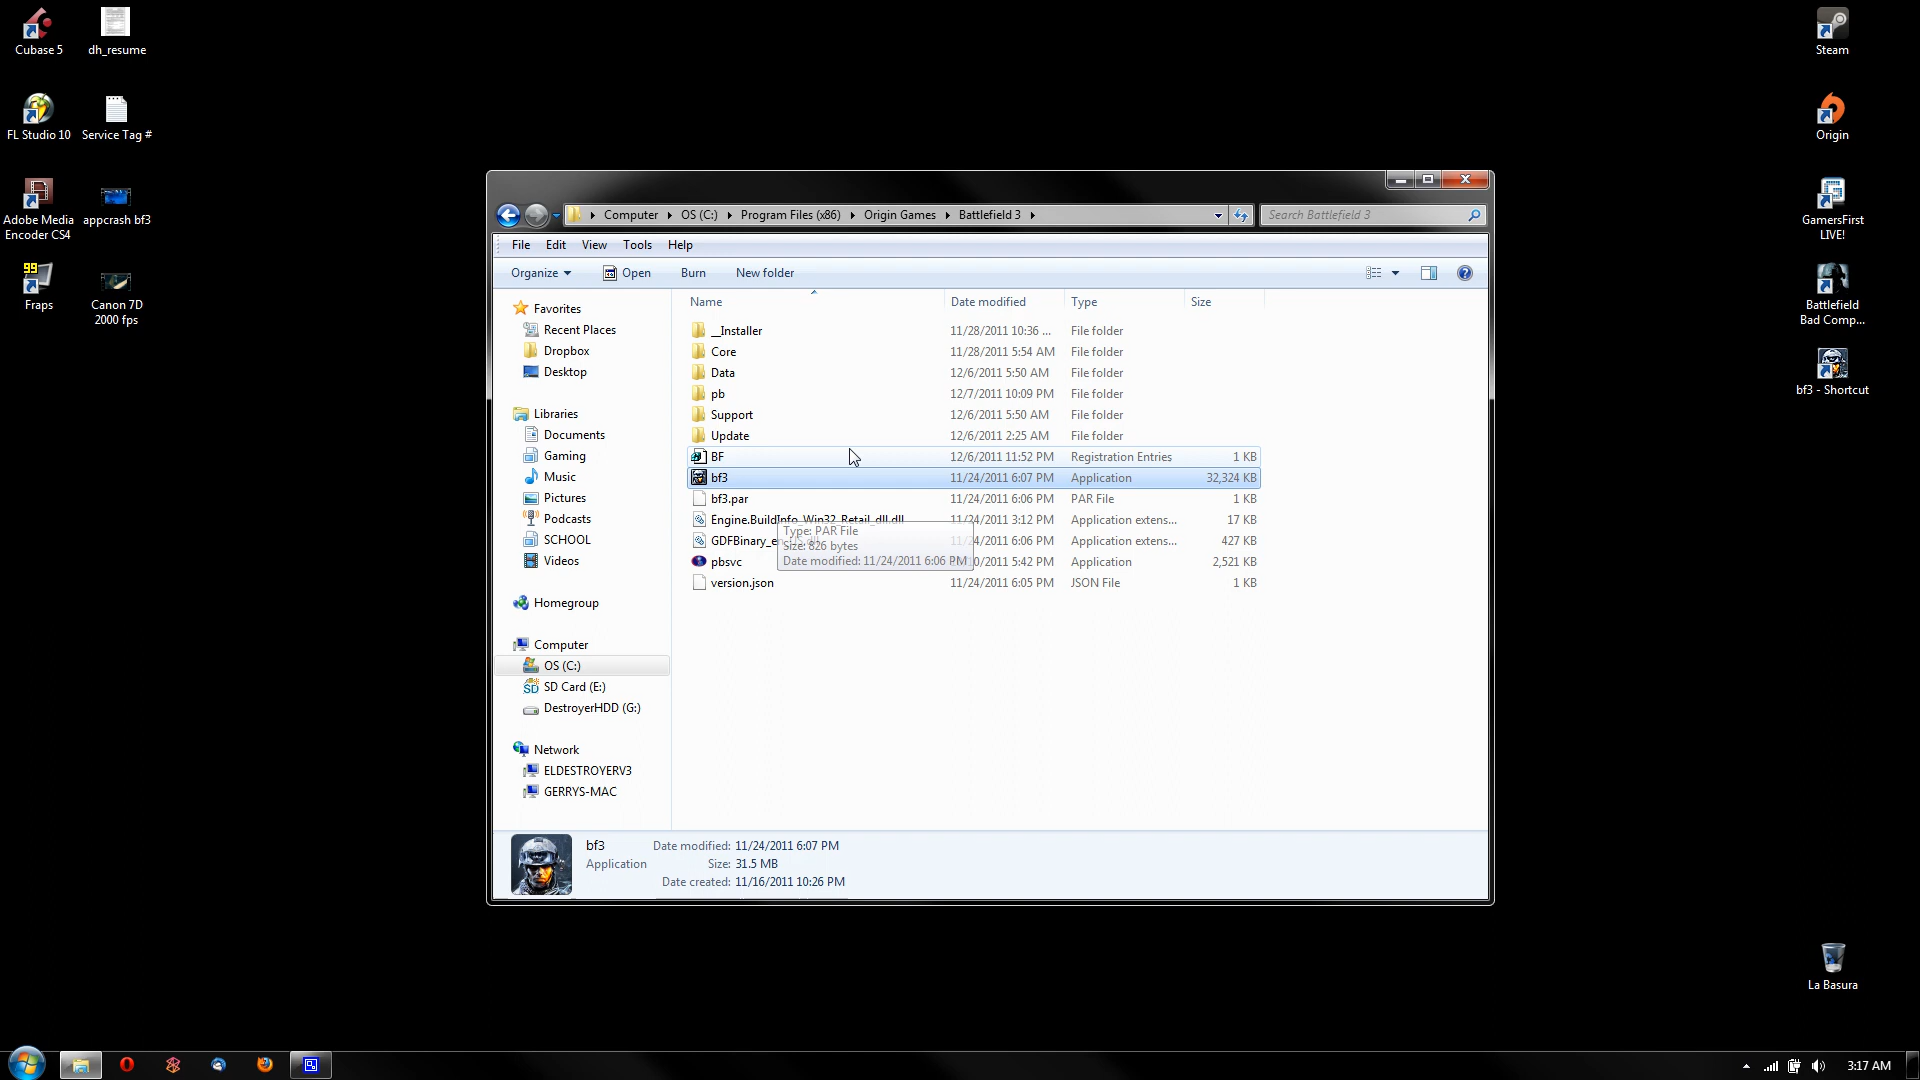 Cubase 5
dh_resume
FL Studio 10
Service Tag #
Adobe Media
Encoder CS4
appcrash bf3
99
Fraps
Canon 7D
2000 fps
Steam
Origin
GamersFirst
LIVE!
Battlefield
Bad Comp...
bf3 - Shortcut
La Basura
Computer OS (C:) Program Files (x86) Origin Games Battlefield 3
Search Battlefield 3
File Edit View Tools Help
Organize Open Burn New folder
Favorites
Recent Places
Dropbox
Desktop
Libraries
Documents
Gaming
Music
Pictures
Podcasts
SCHOOL
Videos
Homegroup
Computer
OS (C:)
SD Card (E:)
DestroyerHDD (G:)
Network
ELDESTROYERV3
GERRYS-MAC
Name Date modified Type Size
__Installer 11/28/2011 10:36 ... File folder
Core 11/28/2011 5:54 AM File folder
Data 12/6/2011 5:50 AM File folder
pb 12/7/2011 10:09 PM File folder
Support 12/6/2011 5:50 AM File folder
Update 12/6/2011 2:25 AM File folder
BF 12/6/2011 11:52 PM Registration Entries 1 KB
bf3 11/24/2011 6:07 PM Application 32,324 KB
bf3.par 11/24/2011 6:06 PM PAR File 1 KB
Engine.BuildInfo_Win32_Retail_dll.dll 11/24/2011 3:12 PM Application extens... 17 KB
GDFBinary_en_US.dll 11/24/2011 6:06 PM Application extens... 427 KB
pbsvc 5:42 PM Application 2,521 KB
version.json 11/24/2011 6:05 PM JSON File 1 KB
Type: PAR File
Size: 826 bytes
Date modified: 11/24/2011 6:06 PM
bf3 Date modified: 11/24/2011 6:07 PM
Application Size: 31.5 MB
Date created: 11/16/2011 10:26 PM
3:17 AM